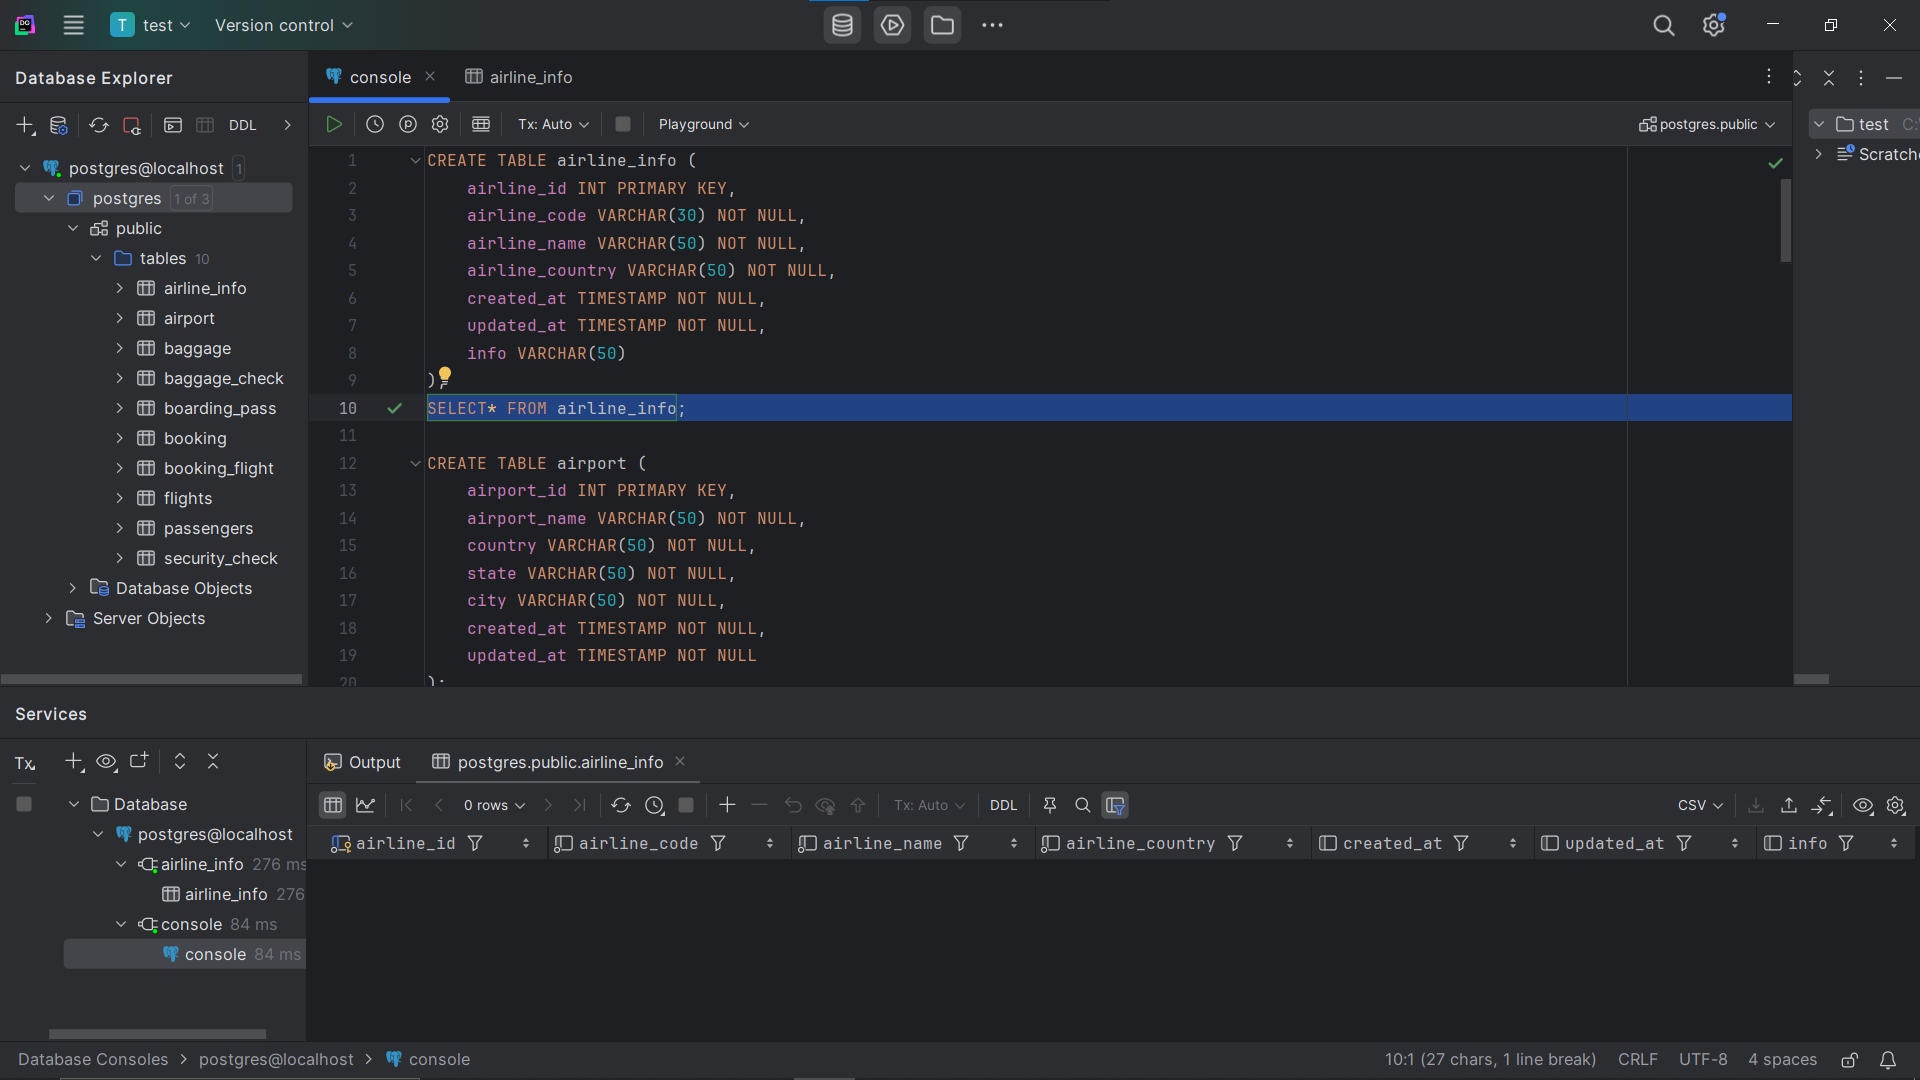 T test Version control
Database Explorer
DDL
postgres@localhost 1
postgres 1 of 3
public
tables 10
airline_info
airport
baggage
baggage_check
boarding_pass
booking
booking_flight
flights
passengers
security_check
Database Objects
Server Objects
console airline_info
Tx: Auto Playground postgres.public
1 CREATE TABLE airline_info (
2 airline_id INT PRIMARY KEY,
3 airline_code VARCHAR(30) NOT NULL,
4 airline_name VARCHAR(50) NOT NULL,
5 airline_country VARCHAR(50) NOT NULL,
6 created_at TIMESTAMP NOT NULL,
7 updated_at TIMESTAMP NOT NULL,
8 info VARCHAR(50)
9 );
10 SELECT* FROM airline_info;
11
12 CREATE TABLE airport (
13 airport_id INT PRIMARY KEY,
14 airport_name VARCHAR(50) NOT NULL,
15 country VARCHAR(50) NOT NULL,
16 state VARCHAR(50) NOT NULL,
17 city VARCHAR(50) NOT NULL,
18 created_at TIMESTAMP NOT NULL,
19 updated_at TIMESTAMP NOT NULL
20 );
test C:
Scratch
Services
Tx
Database
postgres@localhost
airline_info 276 ms
airline_info 276
console 84 ms
console 84 ms
Output postgres.public.airline_info
0 rows Tx: Auto DDL CSV
airline_id airline_code airline_name airline_country created_at updated_at info
Database Consoles > postgres@localhost > console
10:1 (27 chars, 1 line break) CRLF UTF-8 4 spaces